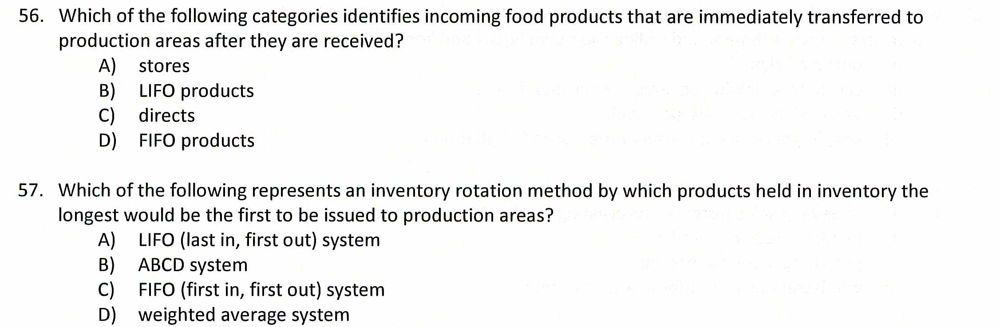 56. Which of the following categories identifies incoming food products that are immediately transferred to
production areas after they are received?
A) stores
B) LIFO products
C) directs
D) FIFO products
57. Which of the following represents an inventory rotation method by which products held in inventory the
longest would be the first to be issued to production areas?
A) LIFO (last in, first out) system
B) ABCD system
C) FIFO (first in, first out) system
D) weighted average system